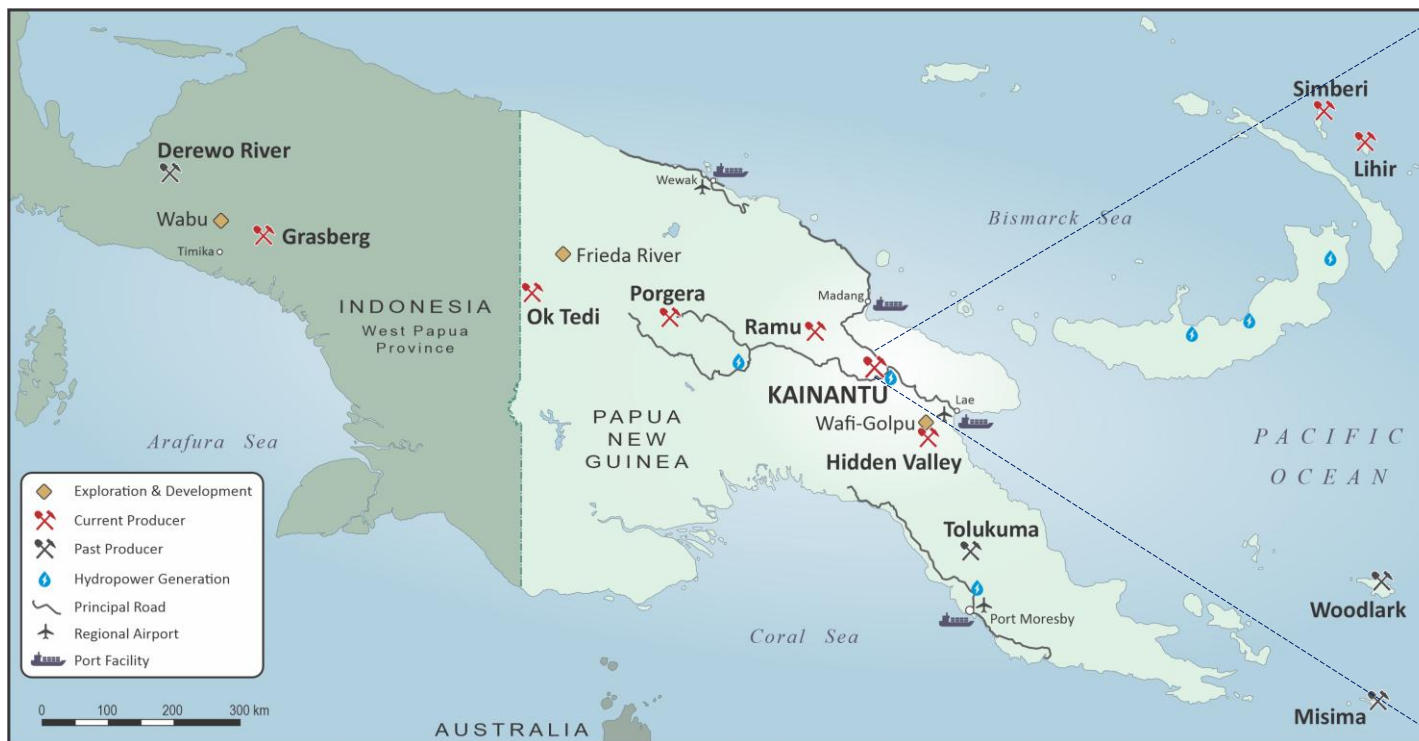 Simberi
Lihir
Derewo River
Wewak
Bismarck Sea
Wabu
Grasberg
Timika
Frieda River
INDONESIA
West Papua
Province
Ok Tedi
Porgera
Madang
Ramu
KAINANTU
Lae
Wafi-Golpu
Hidden Valley
PAPUA
NEW
GUINEA
Arafura Sea
PACIFIC
OCEAN
Exploration & Development
Current Producer
Past Producer
Hydropower Generation
Principal Road
Regional Airport
Port Facility
Tolukuma
Port Moresby
Coral Sea
Woodlark
Misima
0 100 200 300 km
AUSTRALIA